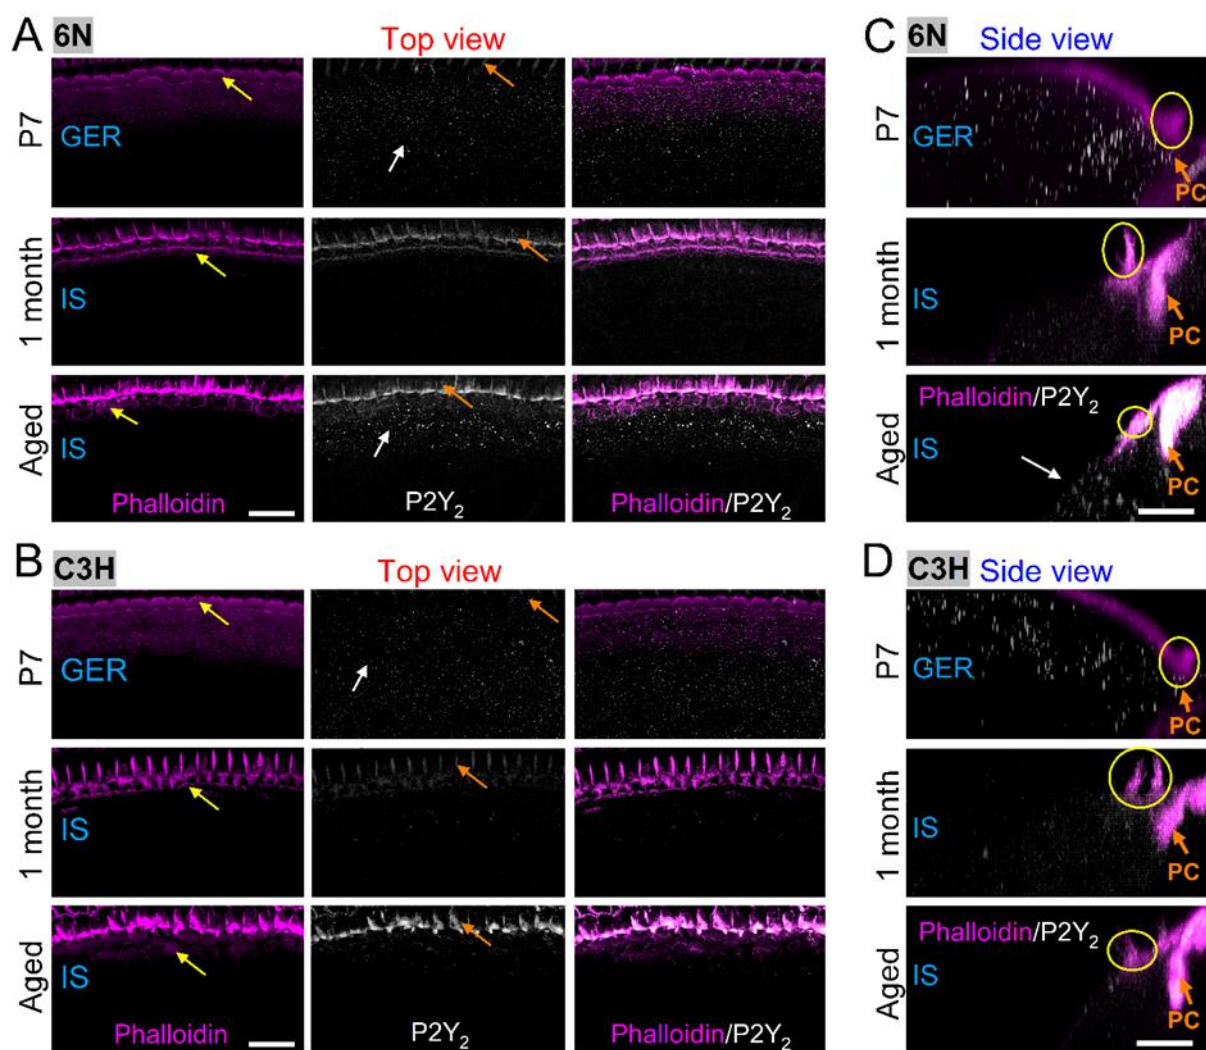 A 6N Top view
P7
GER
1 month
IS
Aged
IS
Phalloidin
P2Y₂
Phalloidin/P2Y₂
B C3H Top view
P7
GER
1 month
IS
Aged
IS
Phalloidin
P2Y₂
Phalloidin/P2Y₂
C 6N Side view
P7
GER
PC
1 month
IS
PC
Aged
Phalloidin/P2Y₂
IS
PC
D C3H Side view
P7
GER
PC
1 month
IS
PC
Aged
Phalloidin/P2Y₂
IS
PC